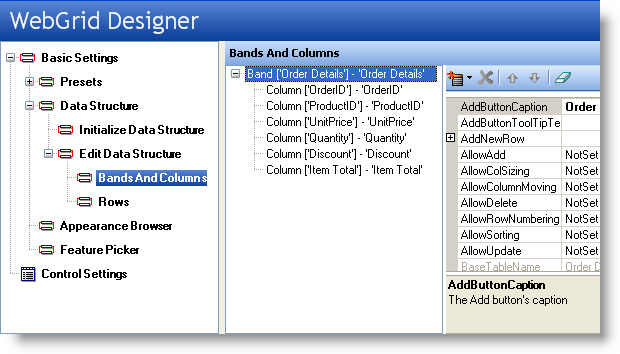 WebGrid Designer
Basic Settings
Presets
Data Structure
Initialize Data Structure
Edit Data Structure
Bands And Columns
Rows
Appearance Browser
Feature Picker
Control Settings
Bands And Columns
Band ['Order Details'] - 'Order Details'
Column ['OrderID'] - 'OrderID'
Column ['ProductID'] - 'ProductID'
Column ['UnitPrice'] - 'UnitPrice'
Column ['Quantity'] - 'Quantity'
Column ['Discount'] - 'Discount'
Column ['Item Total'] - 'Item Total'
AddButtonCaption Order
AddButtonToolTipTe
AddNewRow
AllowAdd NotSet
AllowColSizing NotSet
AllowColumnMoving NotSet
AllowDelete NotSet
AllowRowNumbering NotSet
AllowSorting NotSet
AllowUpdate NotSet
BaseTableName Order D
AddButtonCaption
The Add button's caption